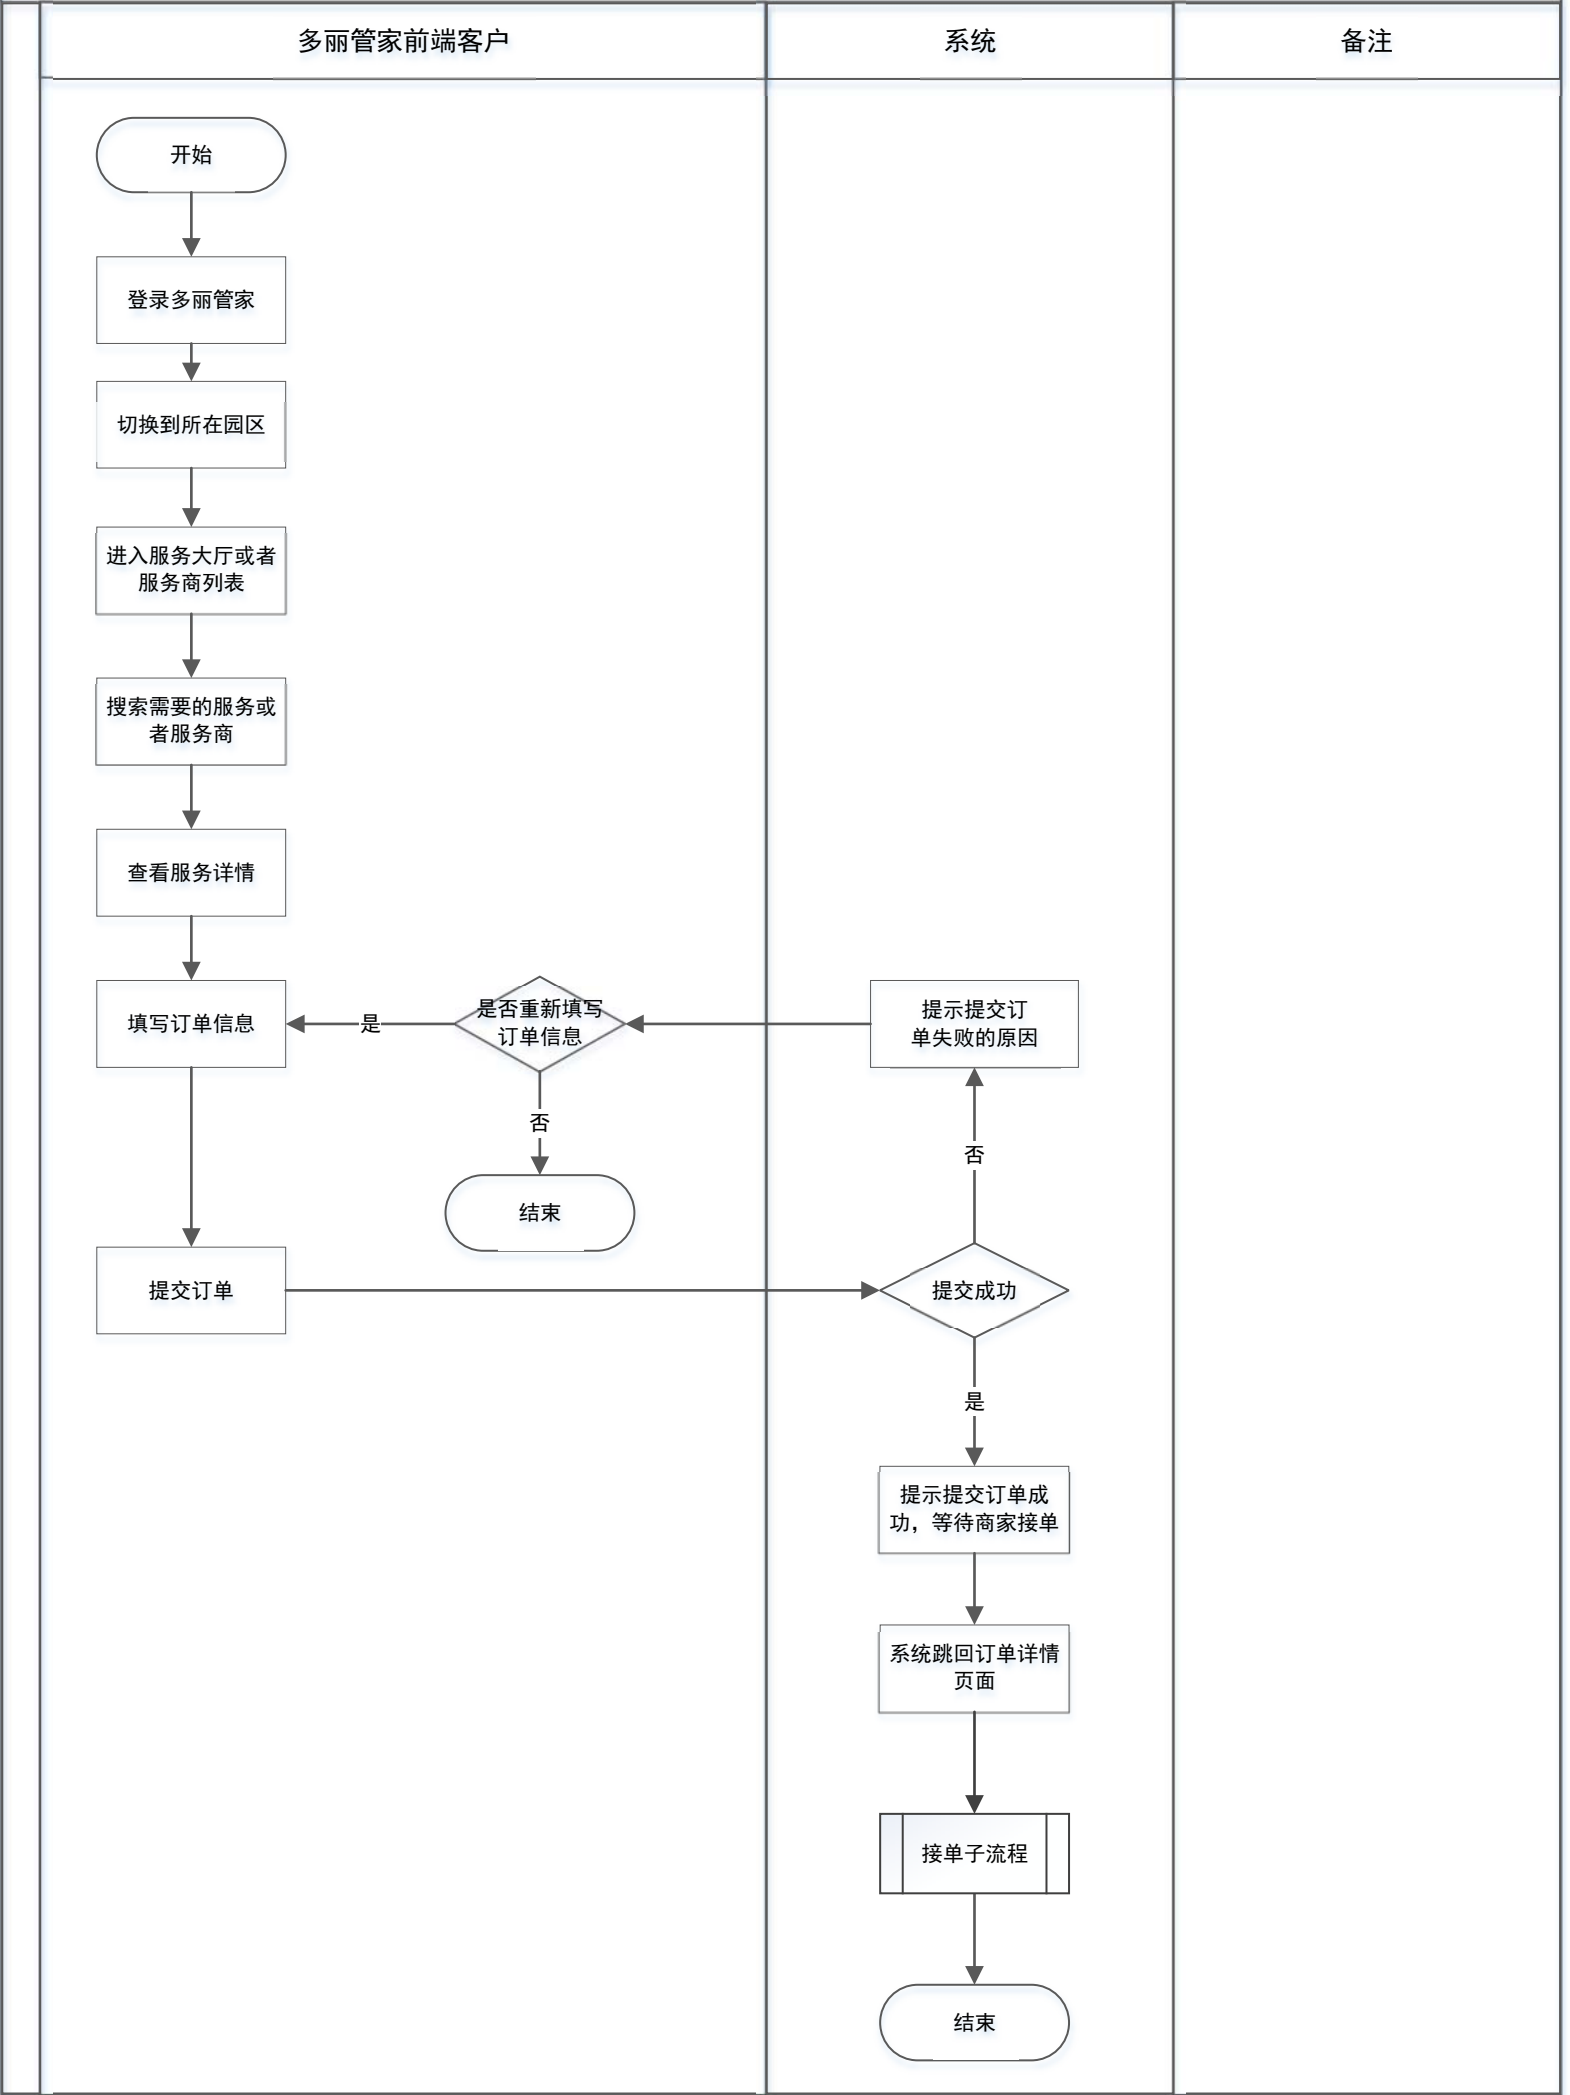 多丽管家前端客户
系统
备注
开始
登录多丽管家
切换到所在园区
进入服务大厅或者
服务商列表
搜索需要的服务或
者服务商
查看服务详情
填写订单信息
是
是否重新填写
订单信息
提示提交订
单失败的原因
否
否
结束
提交订单
提交成功
是
提示提交订单成
功，等待商家接单
系统跳回订单详情
页面
接单子流程
结束